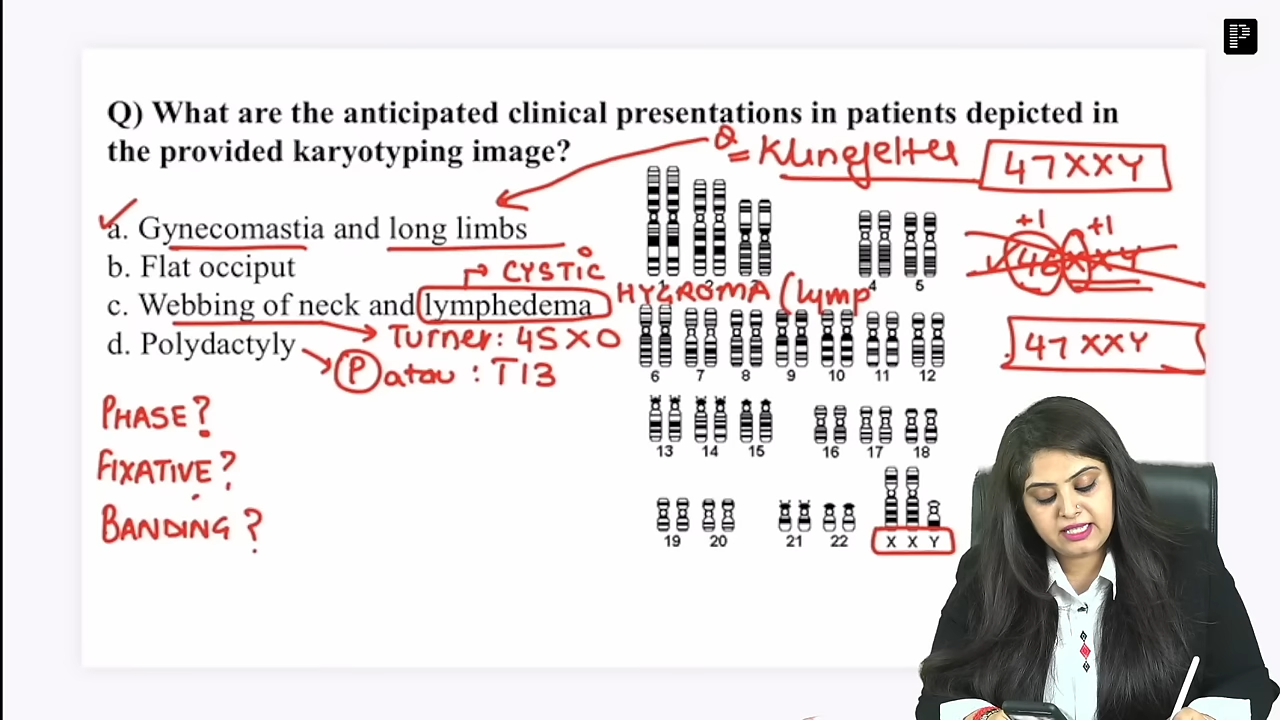 P
Q) What are the anticipated clinical presentations in patients depicted in
the provided karyotyping image?
Q = Klinefelter 47XXY
a. Gynecomastia and long limbs
+1 +1
46XXY
b. Flat occiput
CYSTIC
HYGROMA (lymp
c. Webbing of neck and lymphedema
Turner: 45XO
d. Polydactyly
Patau : T13
47 XXY
1 2 3 4 5
6 7 8 9 10 11 12
PHASE?
13 14 15 16 17 18
FIXATIVE?
BANDING?
19 20 21 22 X X Y